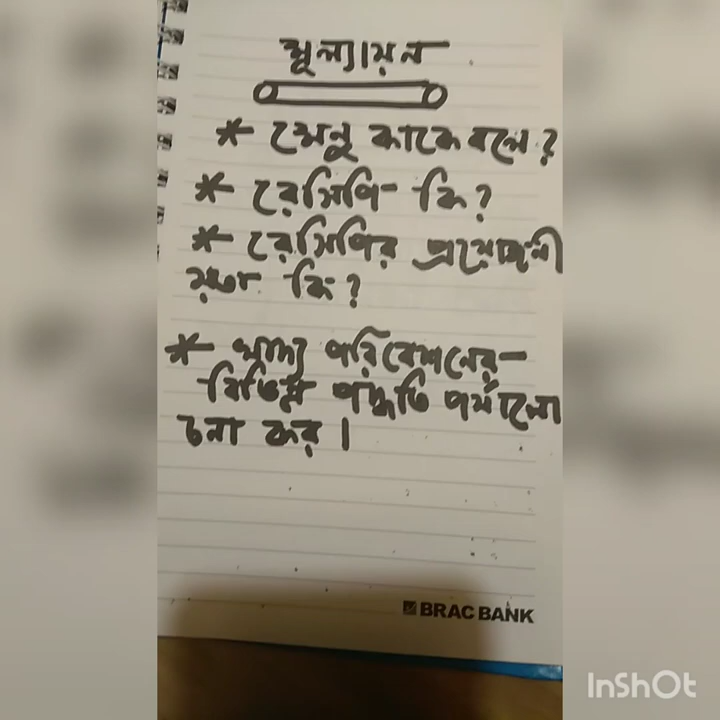 মূল্যায়ন
* মেনু কাকে বলে?
* রেসিপি কি?
* রেসিপির প্রয়োজনী
য়তা কি?
* খাদ্য পরিবেশনের
বিভিন্ন পদ্ধতি পর্যালো
চনা কর।
BRAC BANK
InShOt